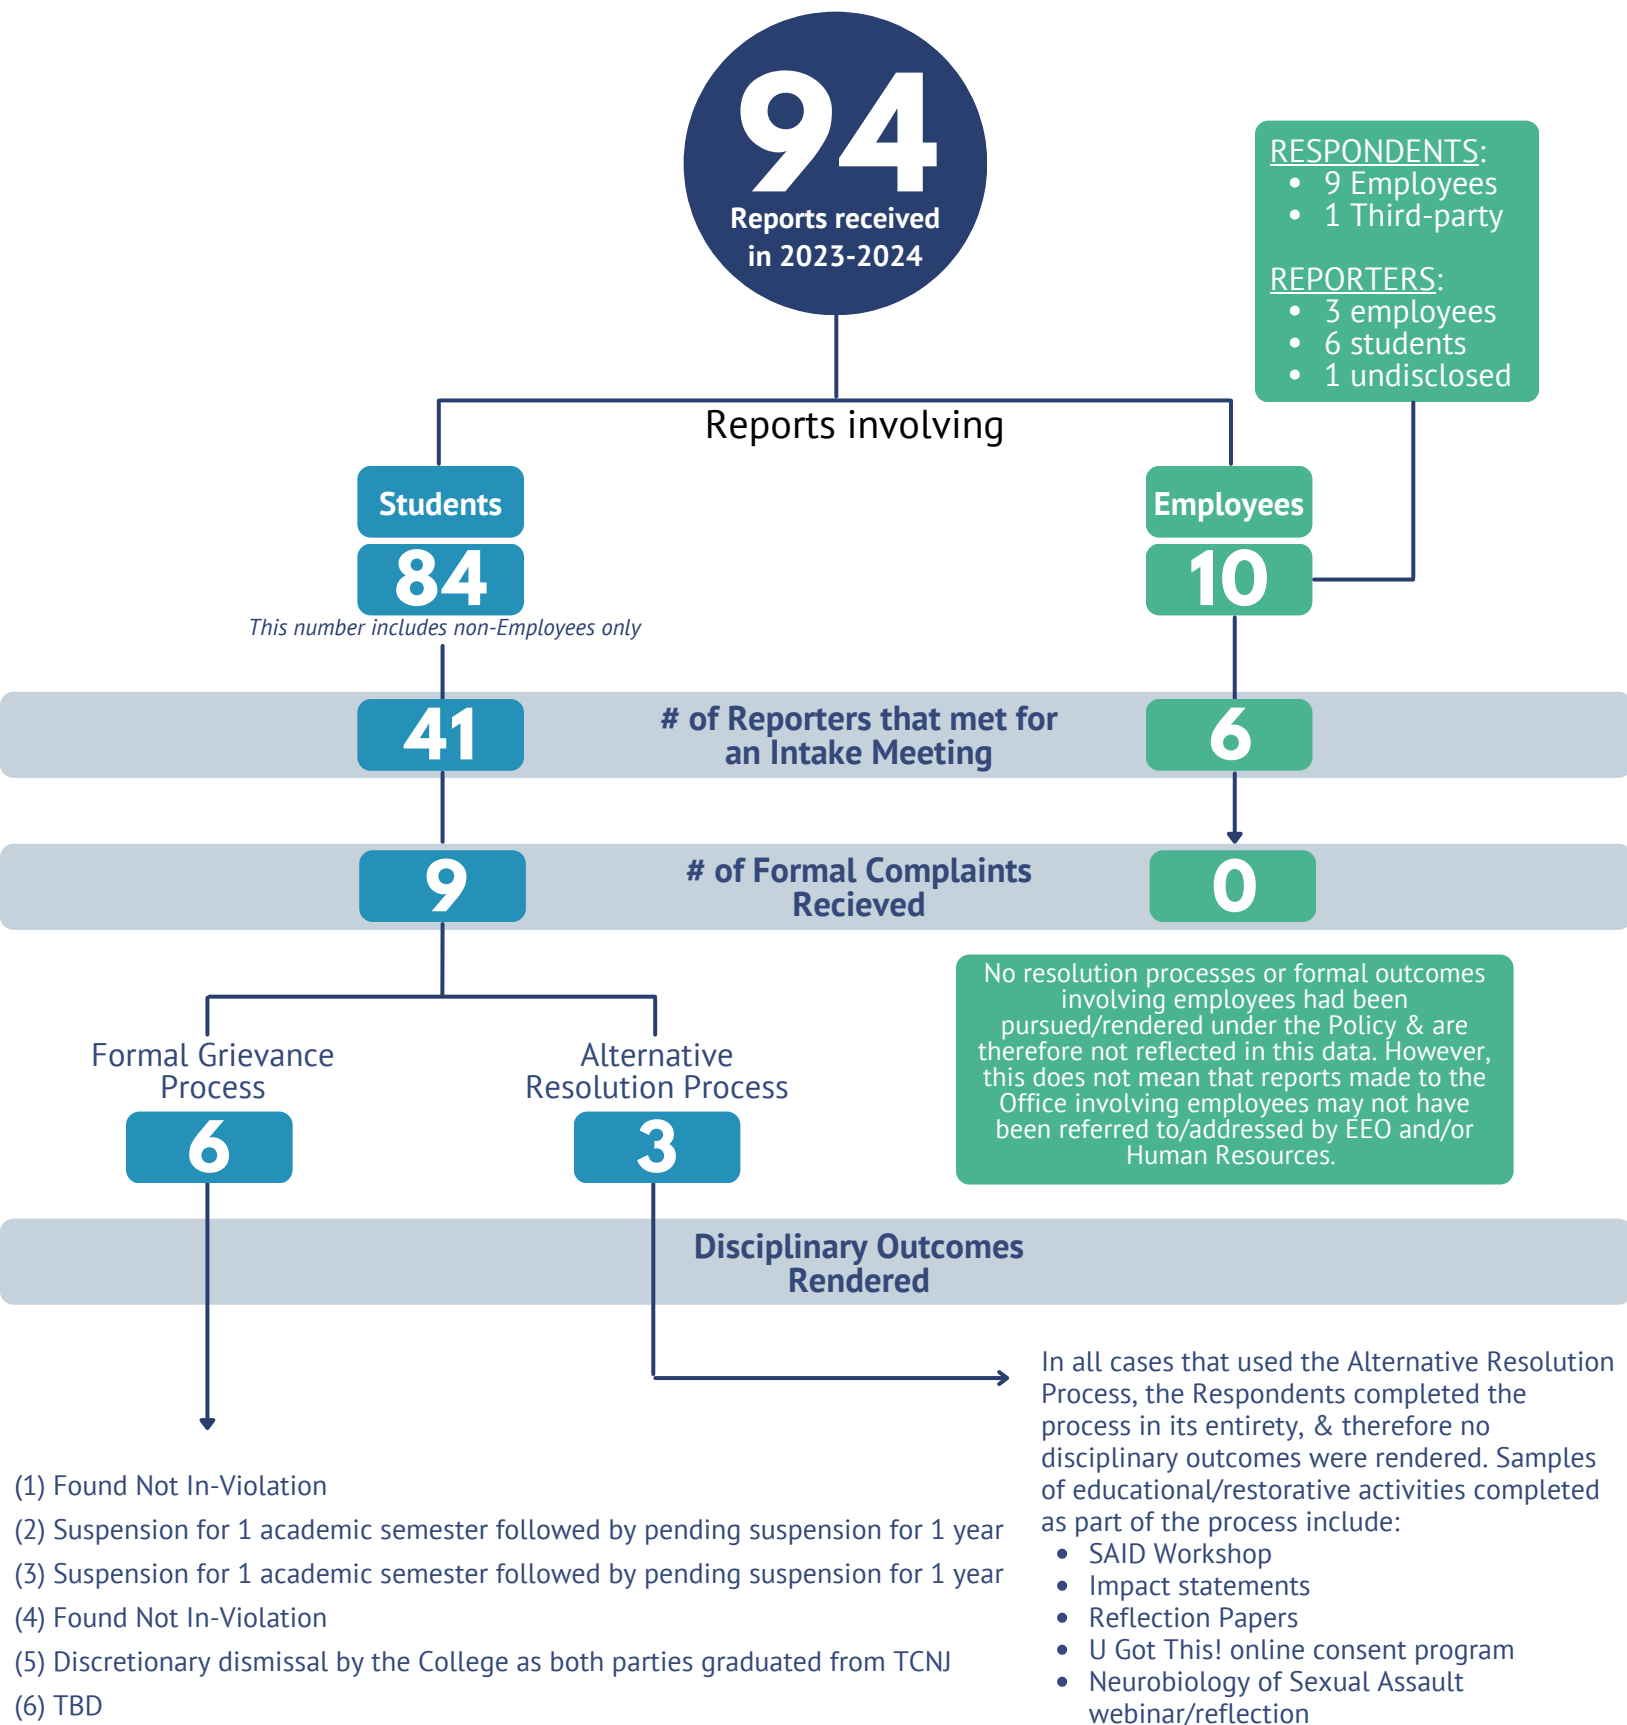 94
Reports received
in 2023-2024
RESPONDENTS:
• 9 Employees
• 1 Third-party
REPORTERS:
• 3 employees
• 6 students
• 1 undisclosed
Reports involving
Students
84
This number includes non-Employees only
Employees
10
41
# of Reporters that met for
an Intake Meeting
6
9
# of Formal Complaints
Recieved
0
Formal Grievance
Process
6
Alternative
Resolution Process
3
No resolution processes or formal outcomes
involving employees had been
pursued/rendered under the Policy & are
therefore not reflected in this data. However,
this does not mean that reports made to the
Office involving employees may not have
been referred to/addressed by EEO and/or
Human Resources.
Disciplinary Outcomes
Rendered
(1) Found Not In-Violation
(2) Suspension for 1 academic semester followed by pending suspension for 1 year
(3) Suspension for 1 academic semester followed by pending suspension for 1 year
(4) Found Not In-Violation
(5) Discretionary dismissal by the College as both parties graduated from TCNJ
(6) TBD
In all cases that used the Alternative Resolution
Process, the Respondents completed the
process in its entirety, & therefore no
disciplinary outcomes were rendered. Samples
of educational/restorative activities completed
as part of the process include:
• SAID Workshop
• Impact statements
• Reflection Papers
• U Got This! online consent program
• Neurobiology of Sexual Assault
webinar/reflection